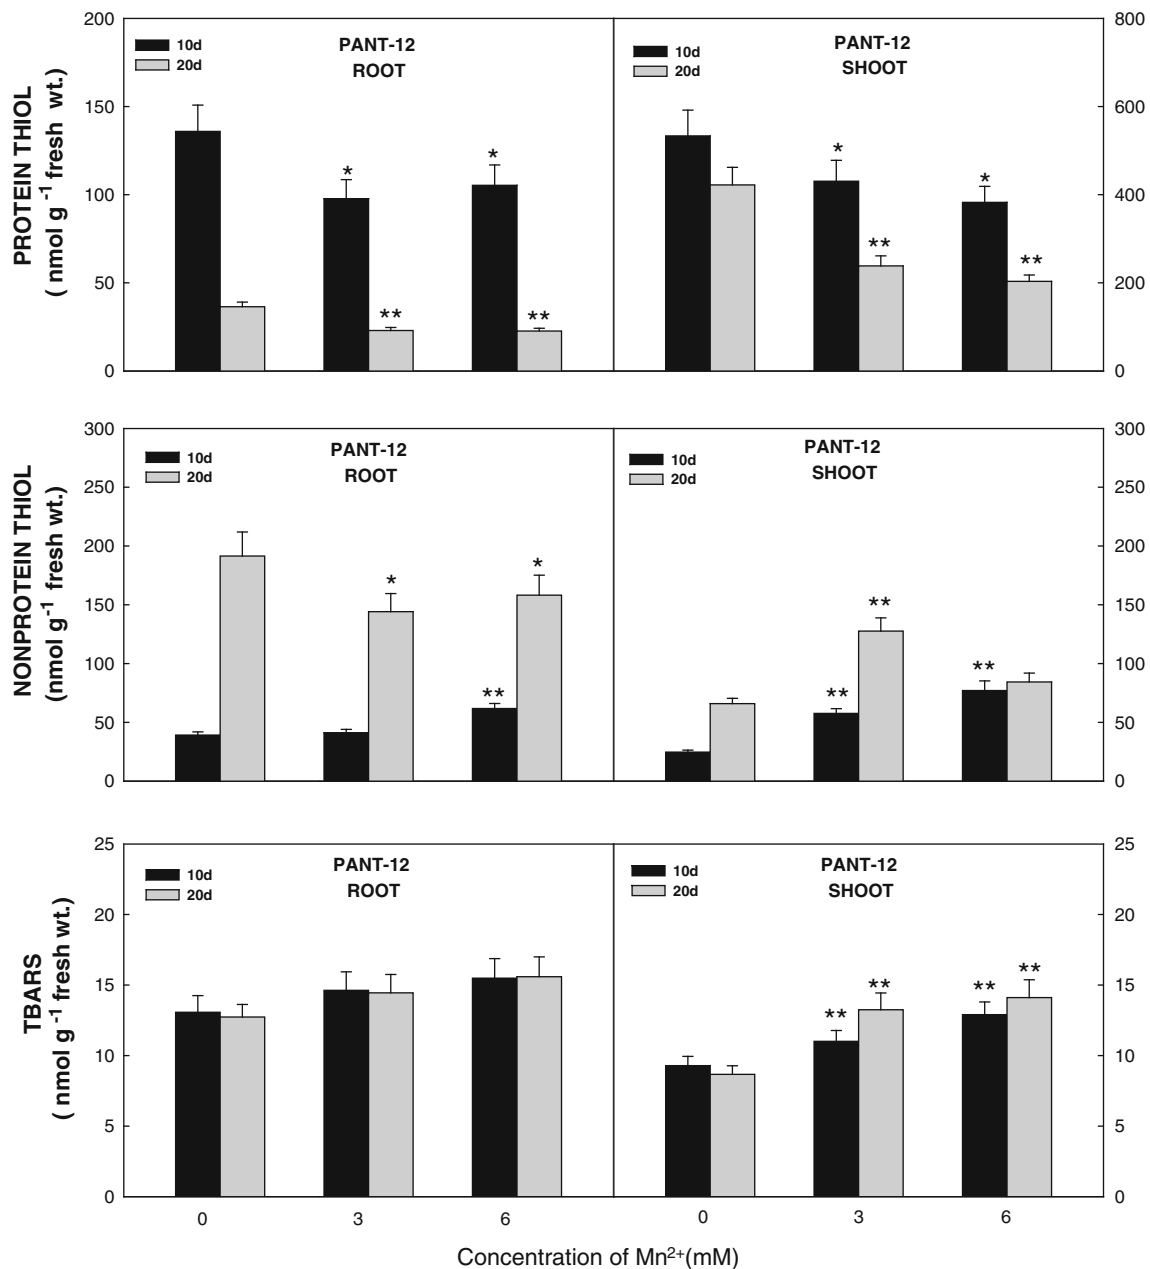 PROTEIN THIOL
( nmol g -1 fresh wt.)
200
150
100
50
0
10d
20d
PANT-12
ROOT
*
*
**
**
10d
20d
PANT-12
SHOOT
*
*
**
**
800
600
400
200
0
NONPROTEIN THIOL
(nmol g-1 fresh wt.)
300
250
200
150
100
50
0
10d
20d
PANT-12
ROOT
*
*
**
10d
20d
PANT-12
SHOOT
**
**
**
300
250
200
150
100
50
0
TBARS
( nmol g -1 fresh wt.)
25
20
15
10
5
0
10d
20d
PANT-12
ROOT
10d
20d
PANT-12
SHOOT
**
**
**
**
25
20
15
10
5
0
0 3 6 0 3 6
Concentration of Mn2+(mM)